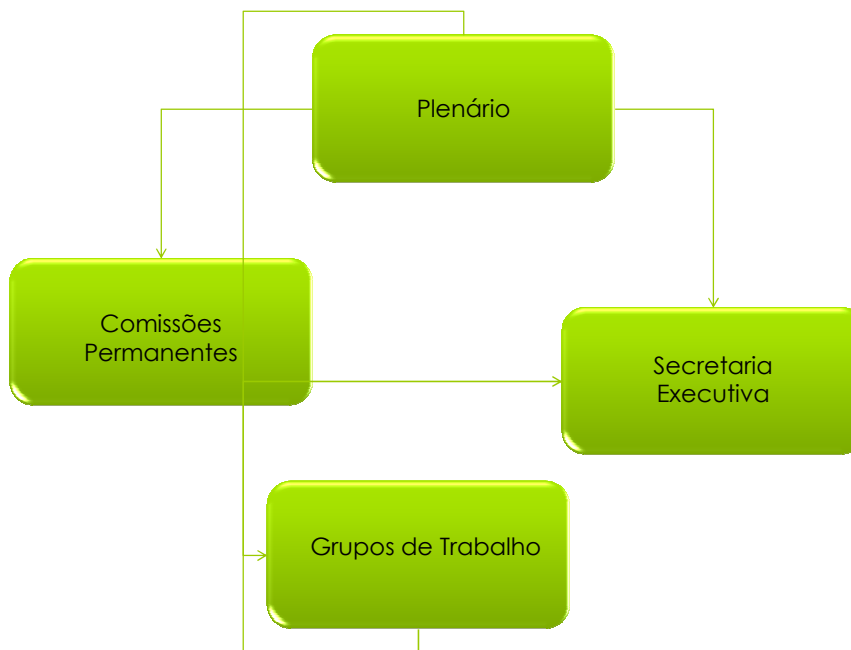 Plenário
Comissões
Permanentes
Secretaria
Executiva
Grupos de Trabalho